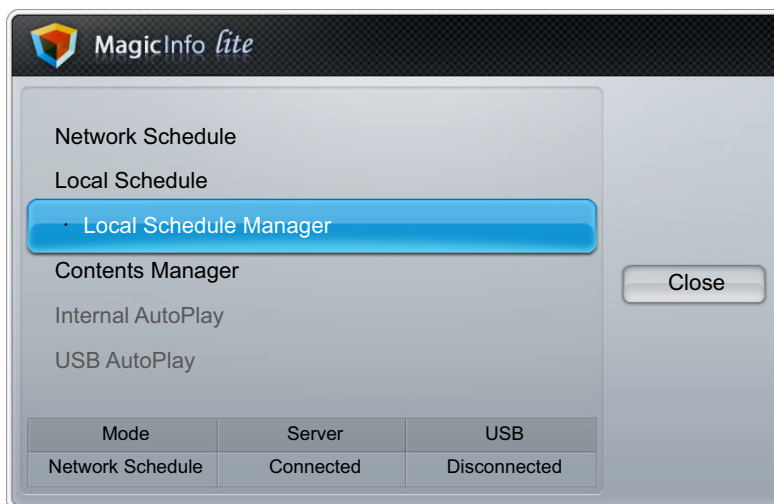 MagicInfo lite
Network Schedule
Local Schedule
· Local Schedule Manager
Contents Manager
Close
Internal AutoPlay
USB AutoPlay
Mode Server USB
Network Schedule Connected Disconnected